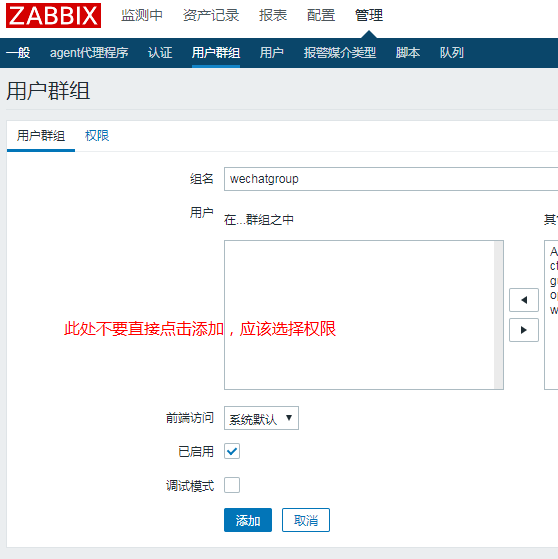 ZABBIX 监测中 资产记录 报表 配置 管理
一般 agent代理程序 认证 用户群组 用户 报警媒介类型 脚本 队列
用户群组
用户群组 权限
组名 wechatgroup
用户 在...群组之中
此处不要直接点击添加，应该选择权限
前端访问 系统默认
已启用
调试模式
添加 取消